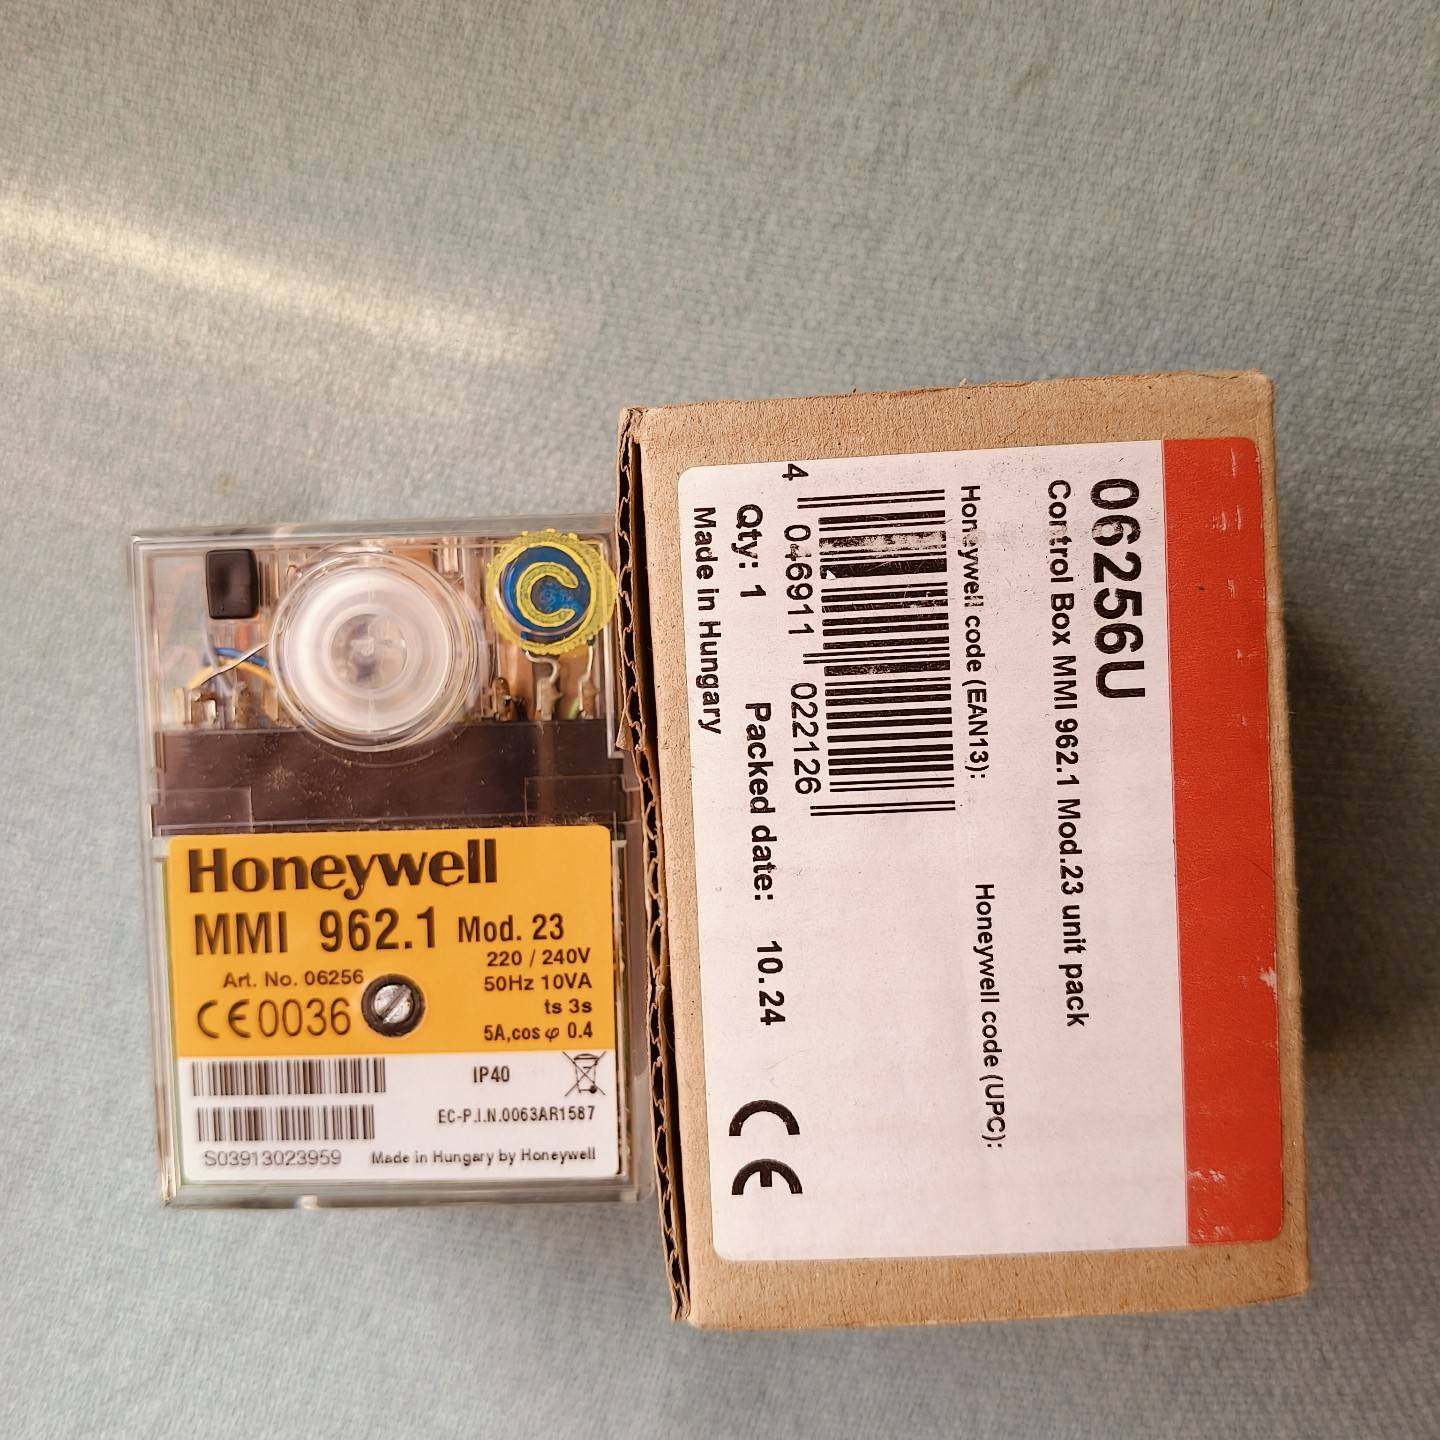 C
Honeywell
MMI 962.1 Mod. 23
220 / 240V
Art. No. 06256
50Hz 10VA
ts 3s
CE0036
5A,cos φ 0.4
IP40
EC-P.I.N.0063AR1587
S03913023959
Made in Hungary by Honeywell
06256U
Control Box MMI 962.1 Mod.23 unit pack
Honeywell code (EAN13):
Honeywell code (UPC):
4 046911 022126
Qty: 1
Packed date: 10.24
Made in Hungary
CE